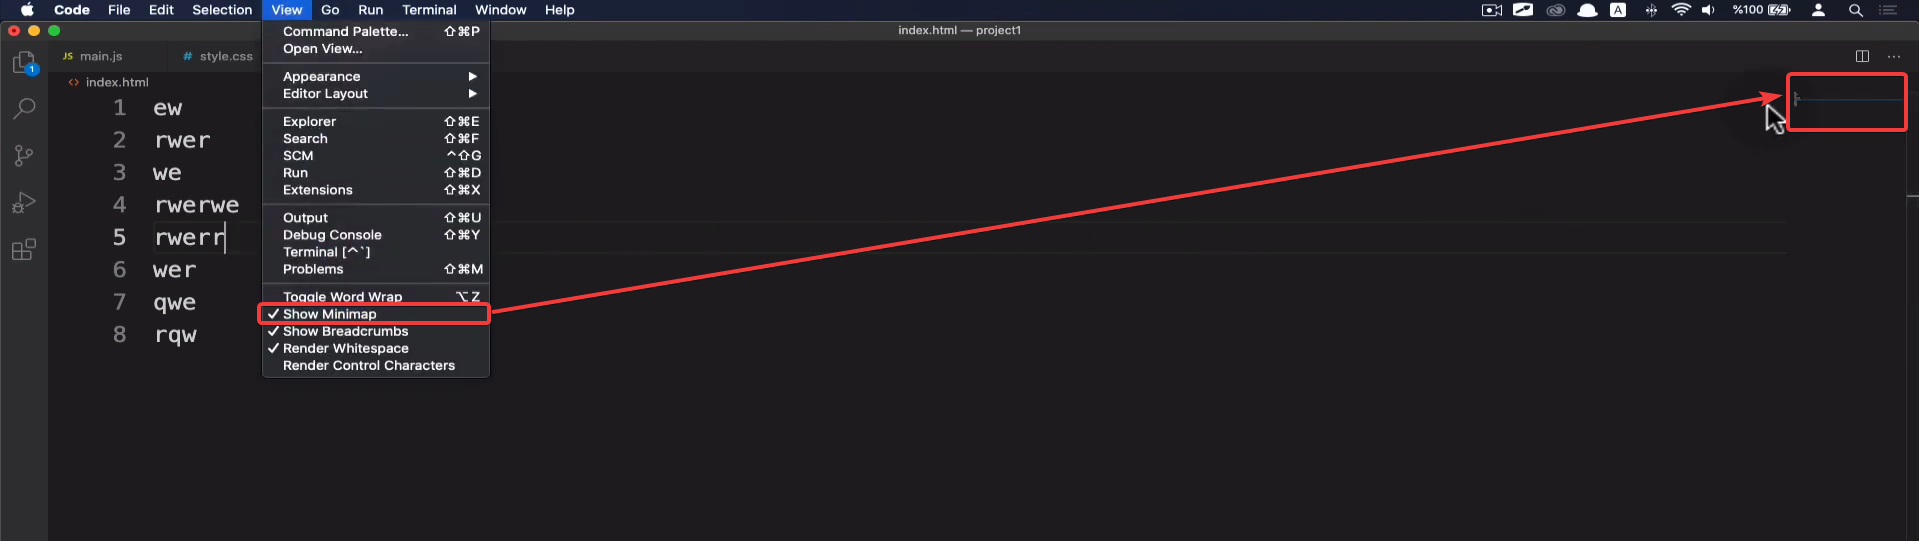 Code File Edit Selection View Go Run Terminal Window Help A %100
index.html — project1
JS main.js # style.css ...
1
<> index.html
Command Palette... ⇧⌘P
Open View...
Appearance ▶
Editor Layout ▶
Explorer ⇧⌘E
Search ⇧⌘F
SCM ^⇧G
Run ⇧⌘D
Extensions ⇧⌘X
Output ⇧⌘U
Debug Console ⇧⌘Y
Terminal [^`]
Problems ⇧⌘M
Toggle Word Wrap ⌥Z
✓ Show Minimap
✓ Show Breadcrumbs
✓ Render Whitespace
Render Control Characters
1 ew
2 rwer
3 we
4 rwerwe
5 rwerr
6 wer
7 qwe
8 rqw